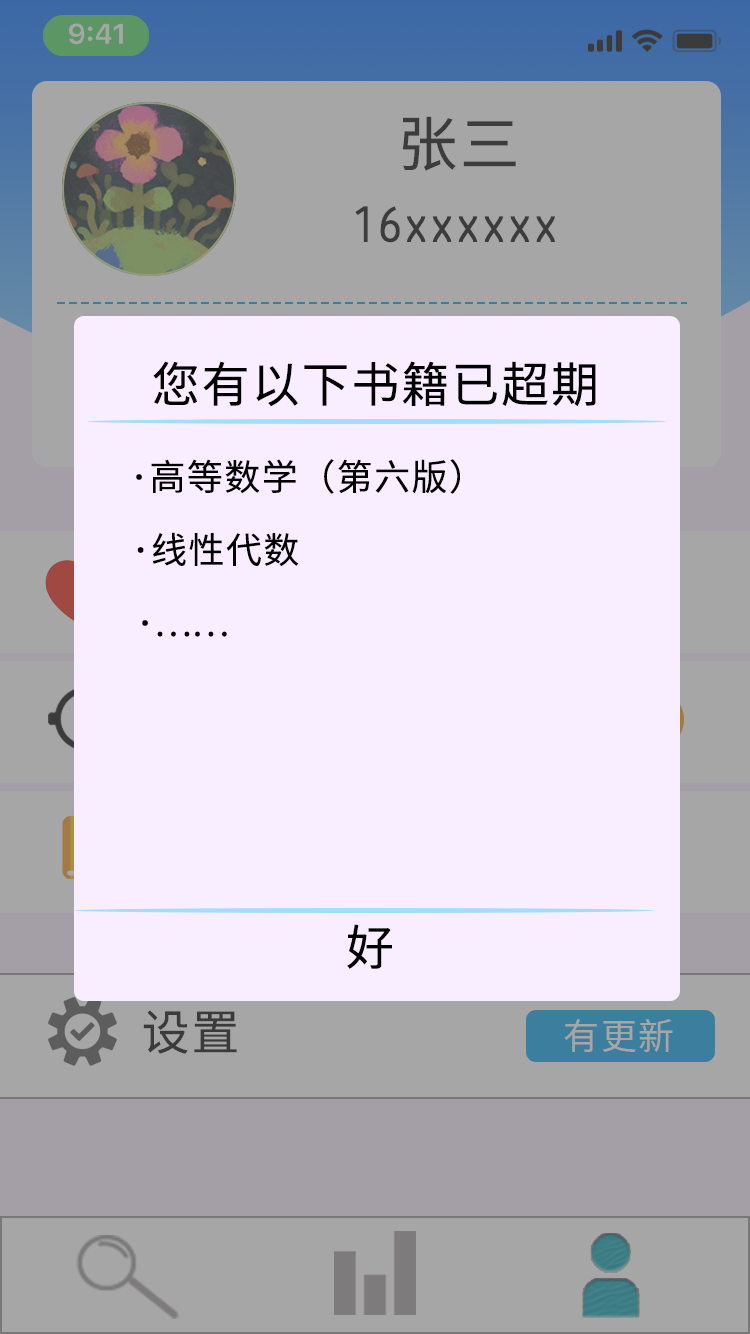 9:41
张三
16xxxxxx
您有以下书籍已超期
·高等数学（第六版）
·线性代数
·……
好
设置
有更新